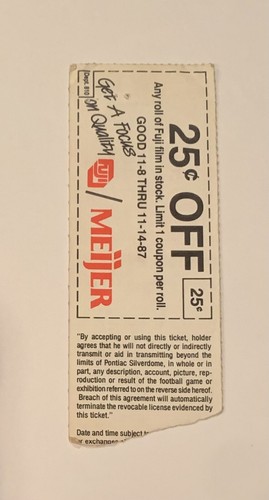 25¢ OFF
25¢
Any roll of Fuji film in stock. Limit 1 coupon per roll.
GOOD 11-8 THRU 11-14-87
GET A FOCUS
ON QUALITY
FUJI / MEIJER
Dept. 810
"By accepting or using this ticket, holder
agrees that he will not directly or indirectly
transmit or aid in transmitting beyond the
limits of Pontiac Silverdome, in whole or in
part, any description, account, picture, rep-
roduction or result of the football game or
exhibition referred to on the reverse side hereof.
Breach of this agreement will automatically
terminate the revocable license evidenced by
this ticket."
Date and time subject
or exchanges